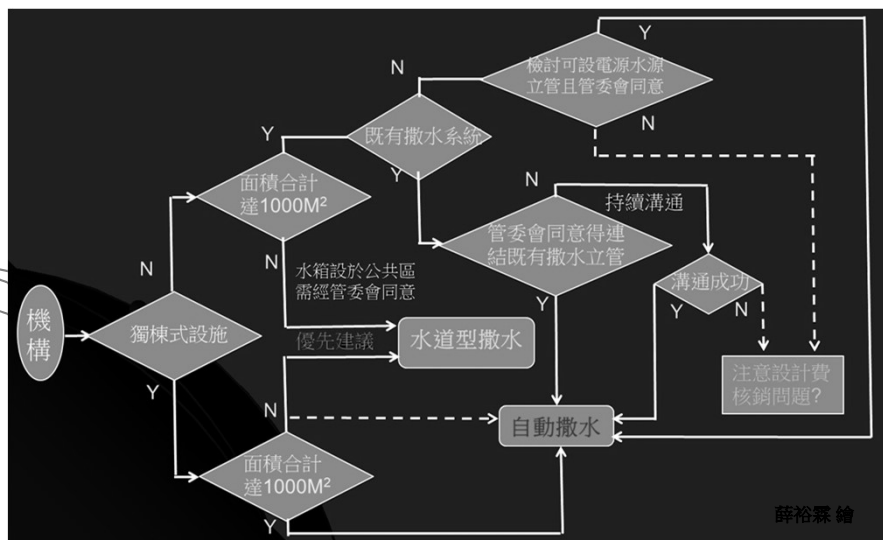 Y
檢討可設電源水源
立管且管委會同意
N
N
既有撒水系統
Y
Y
面積合計
達1000M²
N
持續溝通
管委會同意得連
結既有撒水立管
N
水箱設於公共區
需經管委會同意
N
溝通成功
Y
N
Y
機構
獨棟式設施
優先建議
水道型撒水
注意設計費
核銷問題?
Y
N
自動撒水
面積合計
達1000M²
Y
薛裕霖 繪